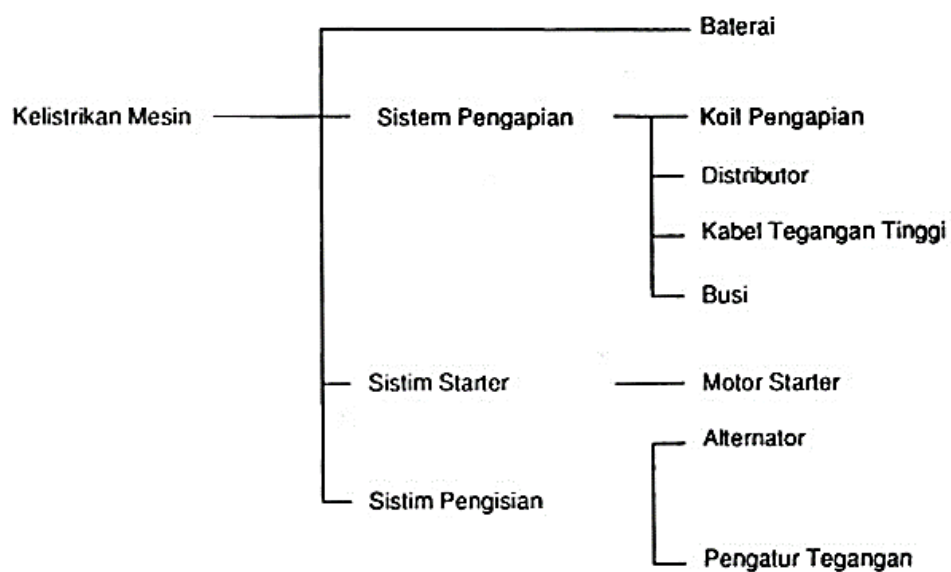 Baterai
Kelistrikan Mesin
Sistem Pengapian
Koil Pengapian
Distributor
Kabel Tegangan Tinggi
Busi
Sistim Starter
Motor Starter
Alternator
Sistim Pengisian
Pengatur Tegangan